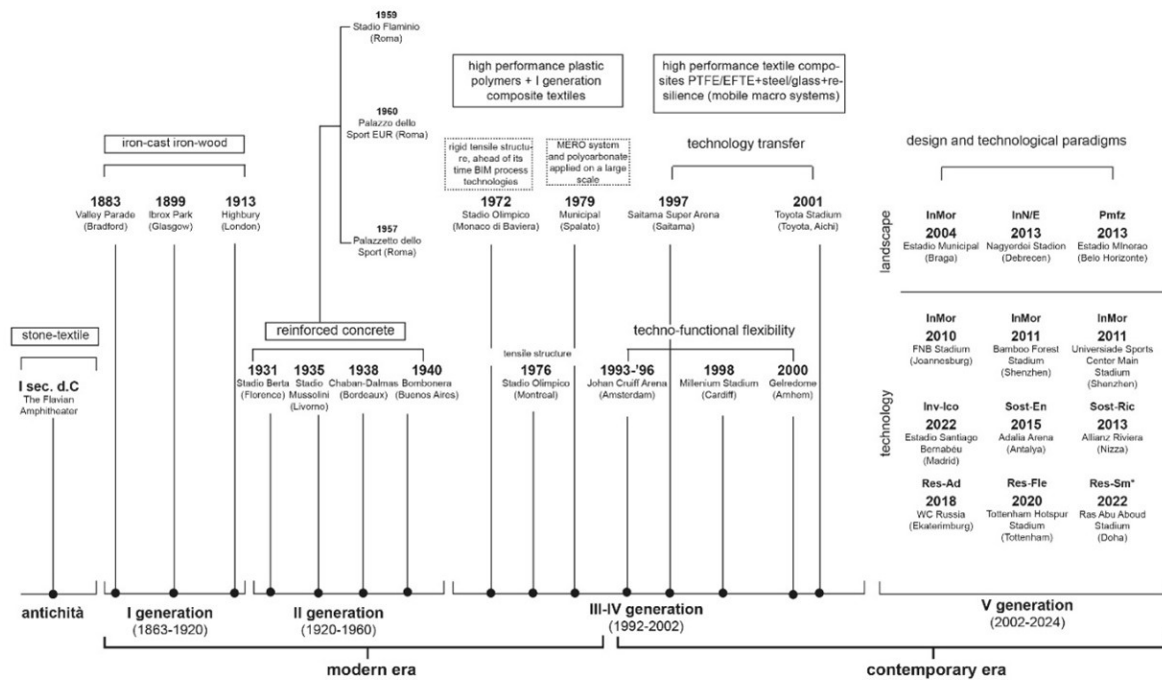 1959
Stadio Flaminio
(Roma)
1960
Palazzo dello
Sport EUR (Roma)
1957
Palazzetto dello
Sport (Roma)
high performance plastic
polymers + I generation
composite textiles
high performance textile compo-
sites PTFE/EFTE+steel/glass+re-
silience (mobile macro systems)
iron-cast iron-wood
1883
Valley Parade
(Bradford)
1899
Ibrox Park
(Glasgow)
1913
Highbury
(London)
rigid tensile structu-
re, ahead of its
time BIM process
technologies
MERO system
and polycarbonate
applied on a large
scale
technology transfer
1972
Stadio Olimpico
(Monaco di Baviera)
1979
Municipal
(Spalato)
1997
Saitama Super Arena
(Saitama)
2001
Toyota Stadium
(Toyota, Aichi)
design and technological paradigms
landscape
InMor
2004
Estadio Municipal
(Braga)
InN/E
2013
Nagyerdei Stadion
(Debrecen)
Pmfz
2013
Estadio MIneirao
(Belo Horizonte)
stone-textile
I sec. d.C
The Flavian
Amphitheater
reinforced concrete
1931
Stadio Berta
(Florence)
1935
Stadio
Mussolini
(Livorno)
1938
Chaban-Dalmas
(Bordeaux)
1940
Bombonera
(Buenos Aires)
tensile structure
1976
Stadio Olimpico
(Montreal)
techno-functional flexibility
1993-'96
Johan Cruiff Arena
(Amsterdam)
1998
Millenium Stadium
(Cardiff)
2000
Gelredome
(Arnhem)
technology
InMor
2010
FNB Stadium
(Joannesburg)
InMor
2011
Bamboo Forest
Stadium
(Shenzhen)
InMor
2011
Universiade Sports
Center Main
Stadium
(Shenzhen)
Inv-Ico
2022
Estadio Santiago
Bernabéu
(Madrid)
Sost-En
2015
Adalia Arena
(Antalya)
Sost-Ric
2013
Allianz Riviera
(Nizza)
Res-Ad
2018
WC Russia
(Ekaterimburg)
Res-Fle
2020
Tottenham Hotspur
Stadium
(Tottenham)
Res-Sm*
2022
Ras Abu Aboud
Stadium
(Doha)
antichità
I generation
(1863-1920)
II generation
(1920-1960)
III-IV generation
(1992-2002)
V generation
(2002-2024)
modern era
contemporary era